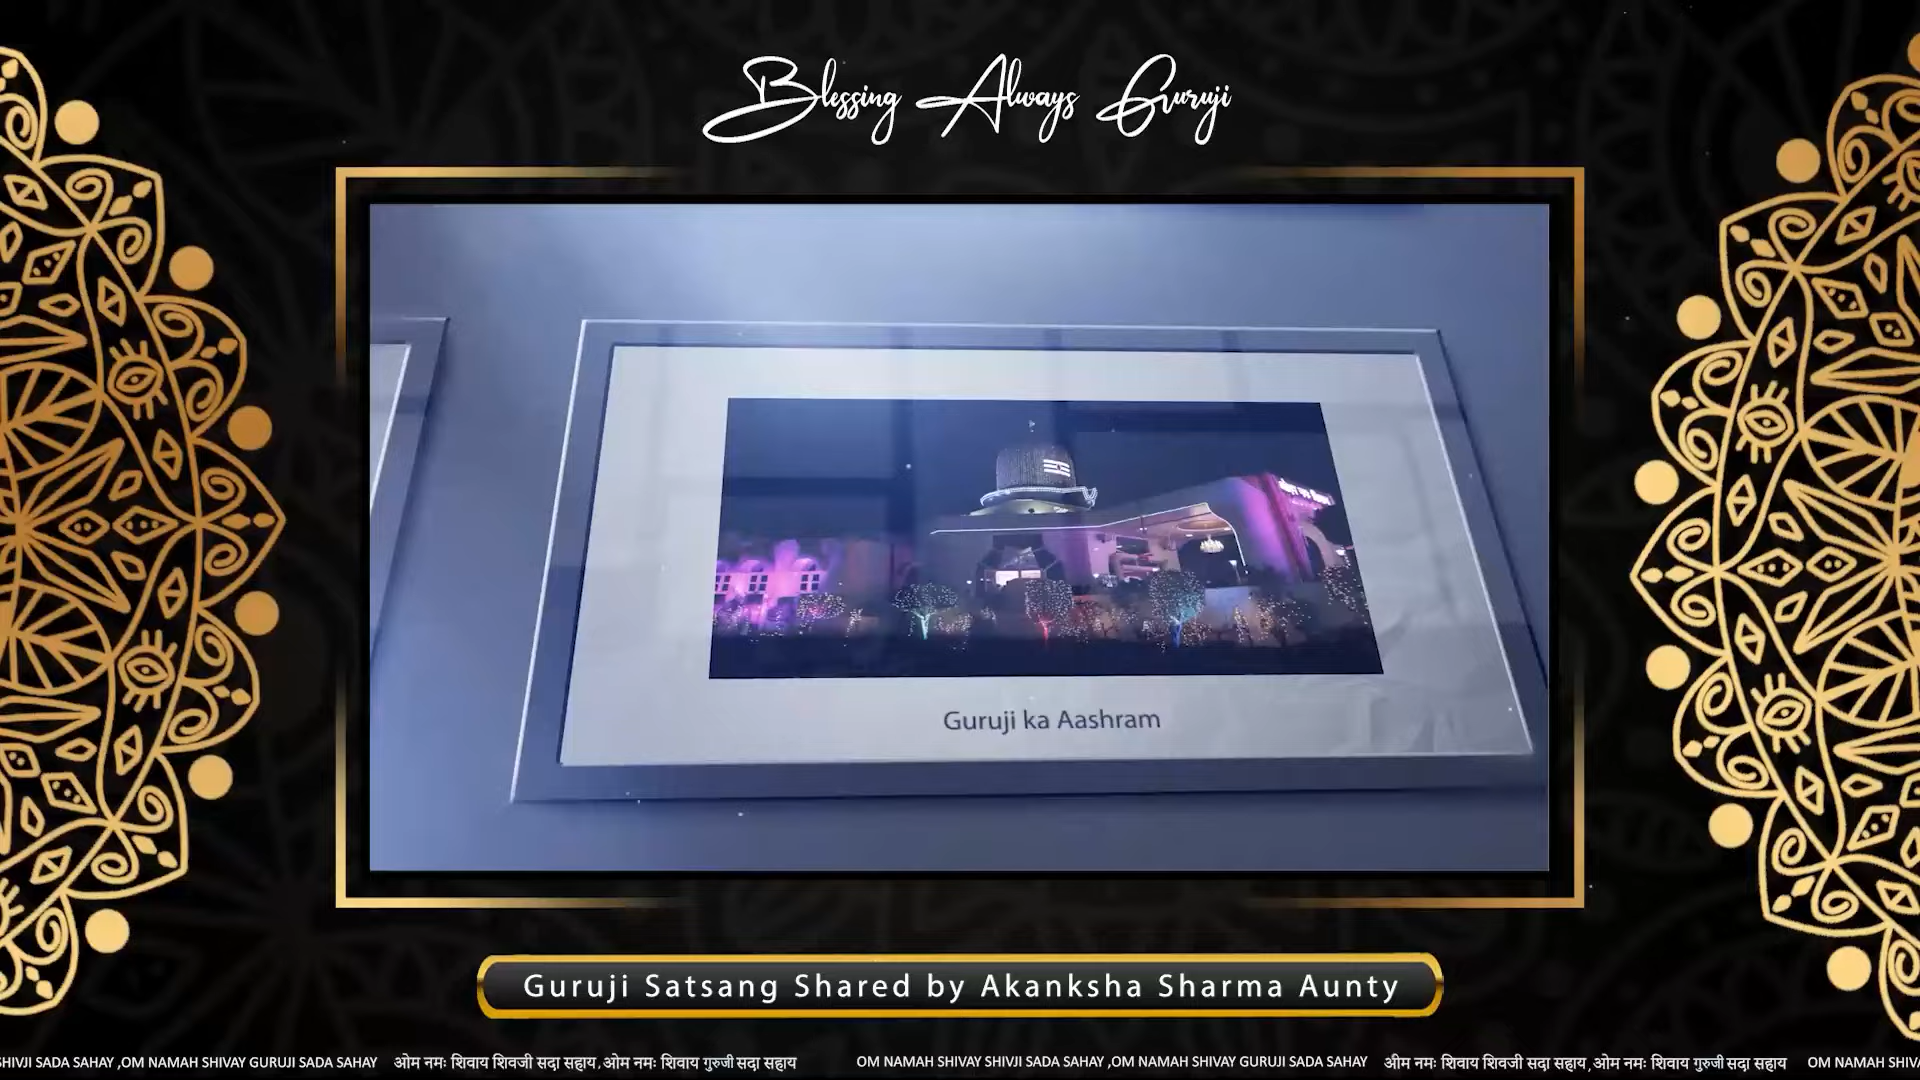 Blessing Always Guruji
Guruji ka Aashram
Guruji Satsang Shared by Akanksha Sharma Aunty
SHIVJI SADA SAHAY ,OM NAMAH SHIVAY GURUJI SADA SAHAY ओम नमः शिवाय शिवजी सदा सहाय, ओम नमः शिवाय गुरुजी सदा सहाय OM NAMAH SHIVAY SHIVJI SADA SAHAY ,OM NAMAH SHIVAY GURUJI SADA SAHAY ओम नमः शिवाय शिवजी सदा सहाय, ओम नमः शिवाय गुरुजी सदा सहाय OM NAMAH